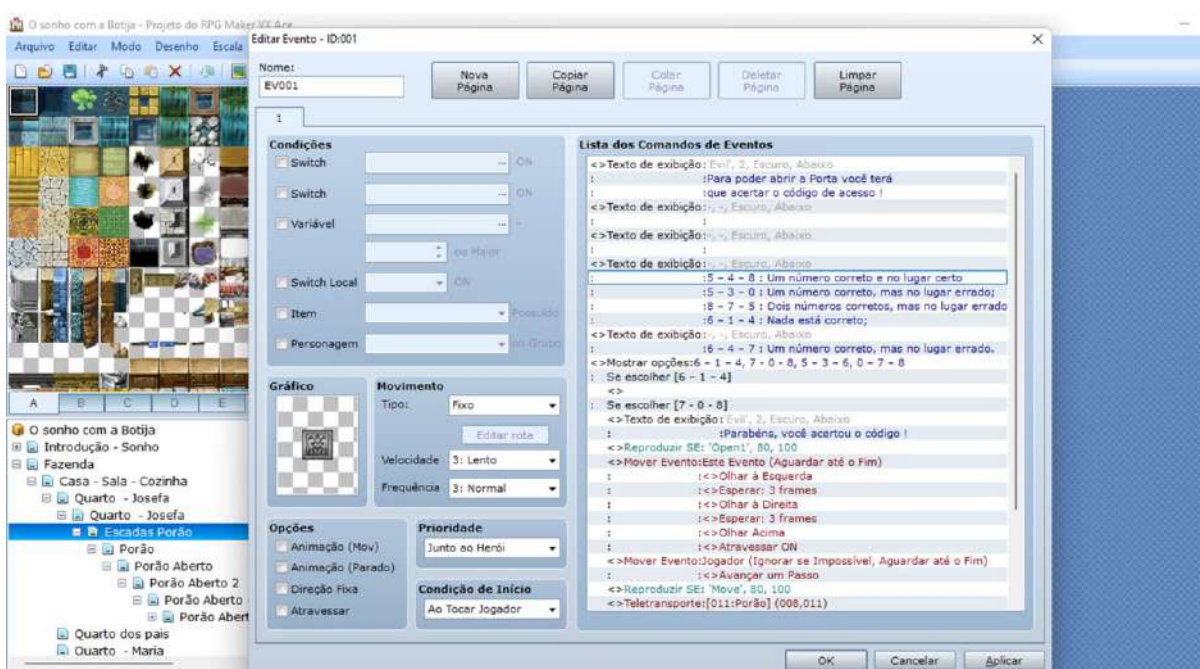 O sonho com a Botija - Projeto do RPG Maker VX Ace
Arquivo Editar Modo Desenho Escala
Editar Evento - ID:001
Nome:
EV001
Nova Página
Copiar Página
Colar Página
Deletar Página
Limpar Página
1
Condições
Switch ... ON
Switch ... ON
Variável ... -
ou Maior
Switch Local ON
Item Possuído
Personagem no Grupo
Gráfico
Movimento
Tipo: Fixo
Editar rota
Velocidade 3: Lento
Frequência 3: Normal
Opções
Animação (Mov)
Animação (Parado)
Direção Fixa
Atravessar
Prioridade
Junto ao Herói
Condição de Início
Ao Tocar Jogador
Lista dos Comandos de Eventos
<>Texto de exibição:'Evil', 2, Escuro, Abaixo
: :Para poder abrir a Porta você terá
: :que acertar o código de acesso !
<>Texto de exibição:-, -, Escuro, Abaixo
: :
<>Texto de exibição:-, -, Escuro, Abaixo
: :
<>Texto de exibição:-, -, Escuro, Abaixo
: :5 - 4 - 8 : Um número correto e no lugar certo
: :5 - 3 - 0 : Um número correto, mas no lugar errado;
: :8 - 7 - 5 : Dois números corretos, mas no lugar errado
: :6 - 1 - 4 : Nada está correto;
<>Texto de exibição:-, -, Escuro, Abaixo
: :6 - 4 - 7 : Um número correto, mas no lugar errado.
<>Mostrar opções:6 - 1 - 4, 7 - 0 - 8, 5 - 3 - 6, 0 - 7 - 8
: Se escolher [6 - 1 - 4]
<>
: Se escolher [7 - 0 - 8]
<>Texto de exibição:'Evil', 2, Escuro, Abaixo
: :Parabéns, você acertou o código !
<>Reproduzir SE: 'Open1', 80, 100
<>Mover Evento:Este Evento (Aguardar até o Fim)
: :<>Olhar à Esquerda
: :<>Esperar: 3 frames
: :<>Olhar à Direita
: :<>Esperar: 3 frames
: :<>Olhar Acima
: :<>Atravessar ON
<>Mover Evento:Jogador (Ignorar se Impossível, Aguardar até o Fim)
: :<>Avançar um Passo
<>Reproduzir SE: 'Move', 80, 100
<>Teletransporte:[011:Porão] (008,011)
A B C D E
O sonho com a Botija
Introdução - Sonho
Fazenda
Casa - Sala - Cozinha
Quarto - Josefa
Quarto - Josefa
Escadas Porão
Porão
Porão Aberto
Porão Aberto 2
Porão Aberto
Porão Abert
Quarto dos pais
Quarto - Maria
OK
Cancelar
Aplicar